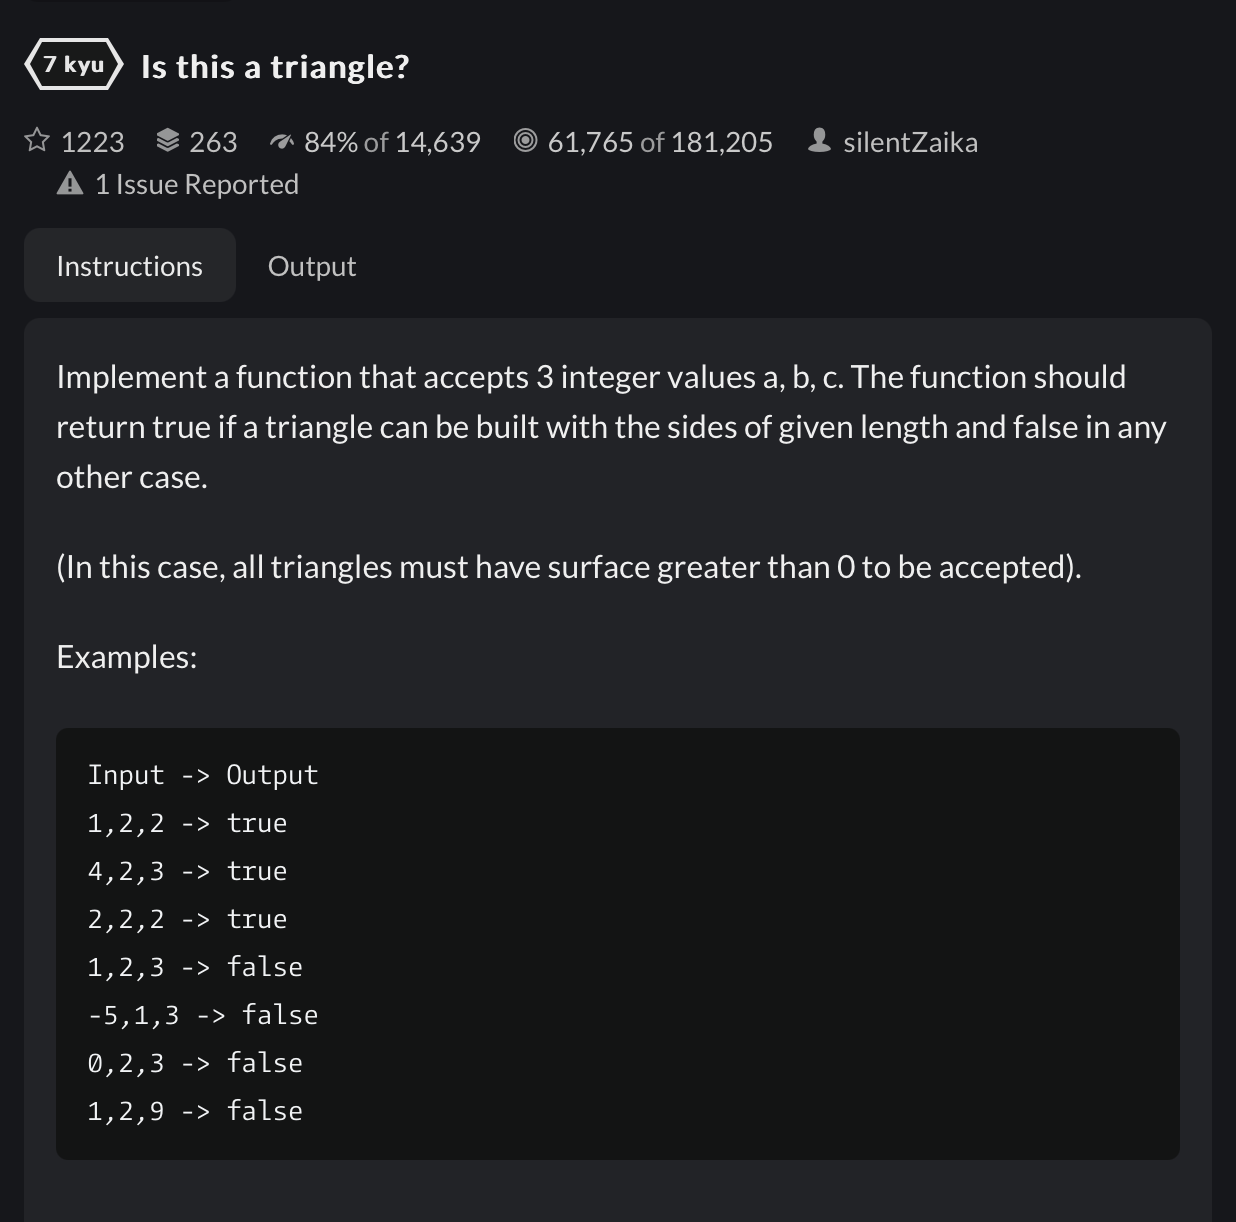 7 kyu Is this a triangle?
1223 263 84% of 14,639 61,765 of 181,205 silentZaika
1 Issue Reported
Instructions Output
Implement a function that accepts 3 integer values a, b, c. The function should
return true if a triangle can be built with the sides of given length and false in any
other case.
(In this case, all triangles must have surface greater than 0 to be accepted).
Examples:
Input -> Output
1,2,2 -> true
4,2,3 -> true
2,2,2 -> true
1,2,3 -> false
-5,1,3 -> false
0,2,3 -> false
1,2,9 -> false